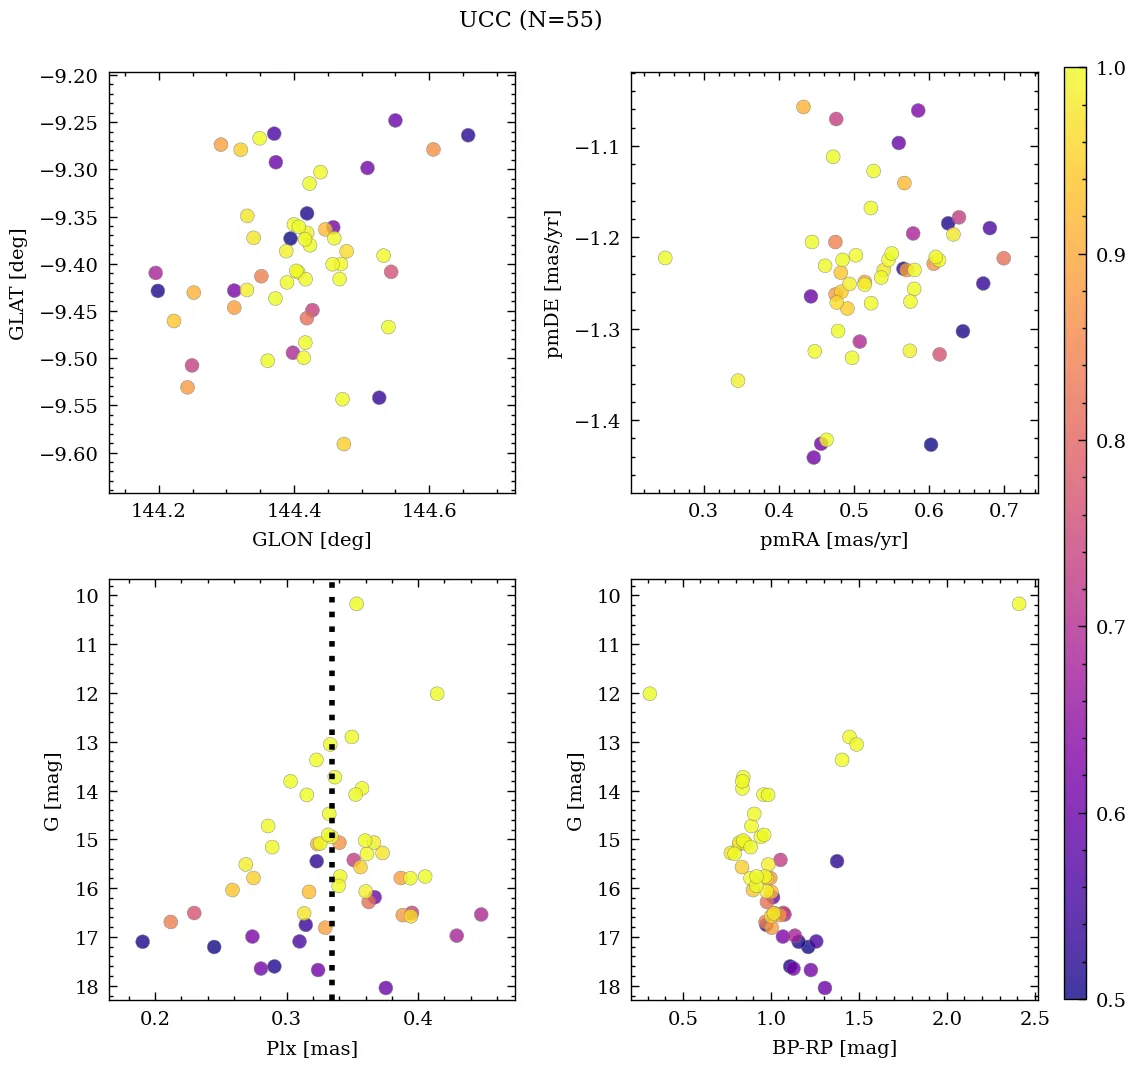 UCC (N=55)
−9.20
−9.25
−9.30
−9.35
−9.40
−9.45
−9.50
−9.55
−9.60
GLAT [deg]
144.2 144.4 144.6
GLON [deg]
−1.1
−1.2
−1.3
−1.4
pmDE [mas/yr]
0.3 0.4 0.5 0.6 0.7
pmRA [mas/yr]
10
11
12
13
14
15
16
17
18
G [mag]
0.2 0.3 0.4
Plx [mas]
10
11
12
13
14
15
16
17
18
G [mag]
0.5 1.0 1.5 2.0 2.5
BP-RP [mag]
1.0
0.9
0.8
0.7
0.6
0.5